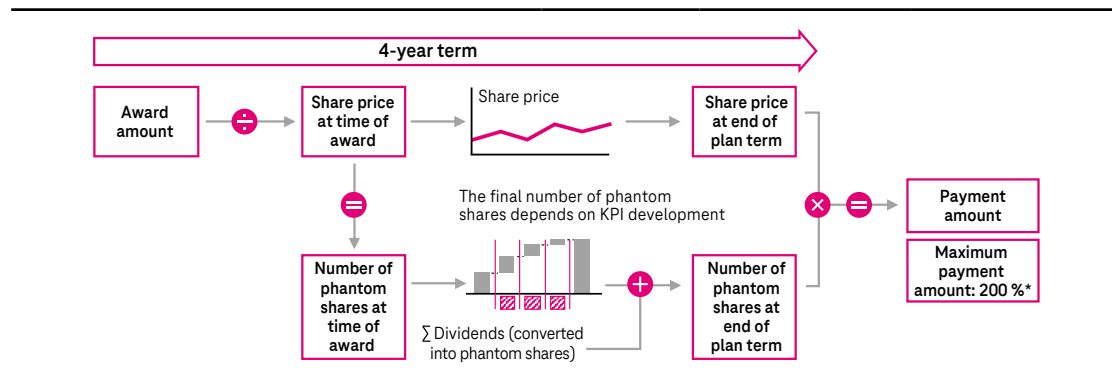 4-year term
Award
amount
÷
Share price
at time of
award
Share price
Share price
at end of
plan term
=
The final number of phantom
shares depends on KPI development
×
=
Payment
amount
Maximum
payment
amount: 200 %*
Number of
phantom
shares at
time of
award
+
∑ Dividends (converted
into phantom shares)
Number of
phantom
shares at
end of
plan term